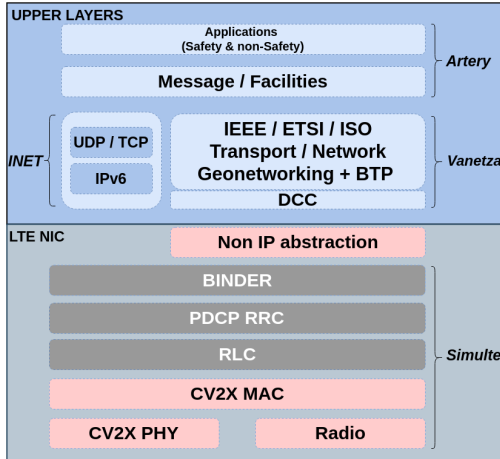 UPPER LAYERS
Applications
(Safety & non-Safety)
Artery
Message / Facilities
INET
UDP / TCP
IPv6
IEEE / ETSI / ISO
Transport / Network
Geonetworking + BTP
DCC
Vanetza
LTE NIC
Non IP abstraction
BINDER
PDCP RRC
RLC
Simulte
CV2X MAC
CV2X PHY
Radio